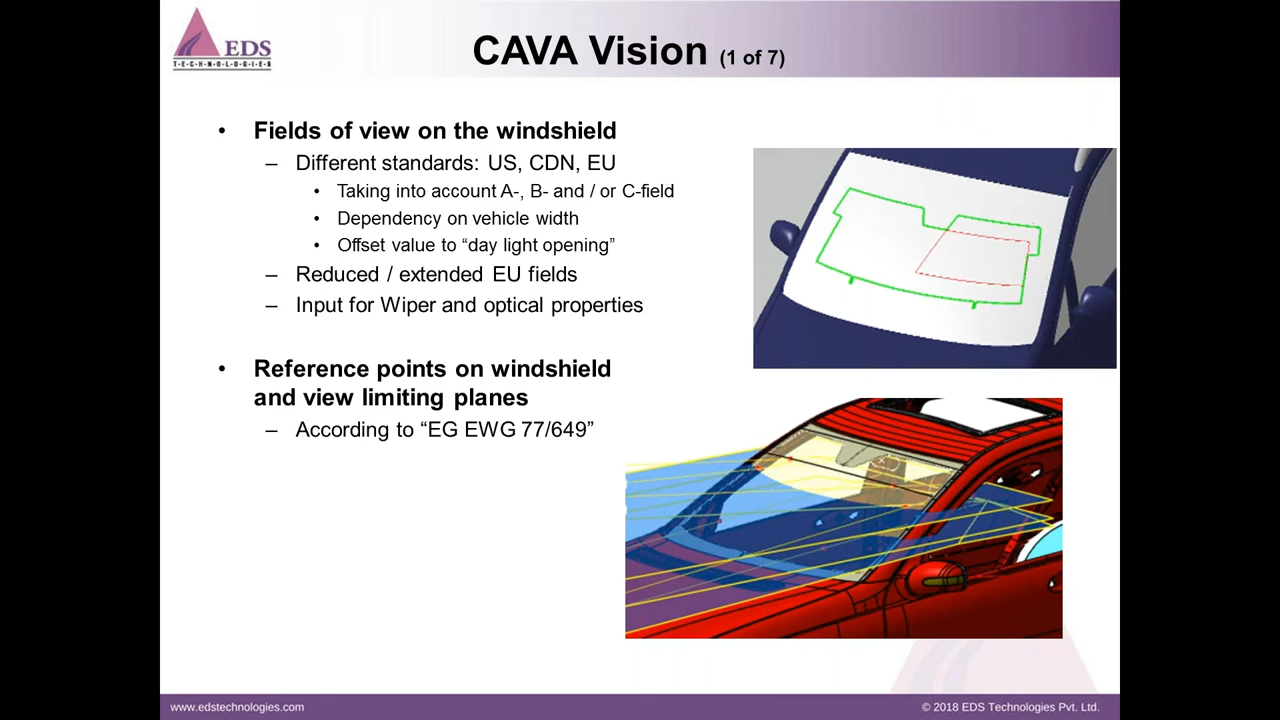 EDS
T·E·C·H·N·O·L·O·G·I·E·S
CAVA Vision (1 of 7)
• Fields of view on the windshield
– Different standards: US, CDN, EU
• Taking into account A-, B- and / or C-field
• Dependency on vehicle width
• Offset value to “day light opening”
– Reduced / extended EU fields
– Input for Wiper and optical properties
• Reference points on windshield
and view limiting planes
– According to “EG EWG 77/649”
www.edstechnologies.com
© 2018 EDS Technologies Pvt. Ltd.